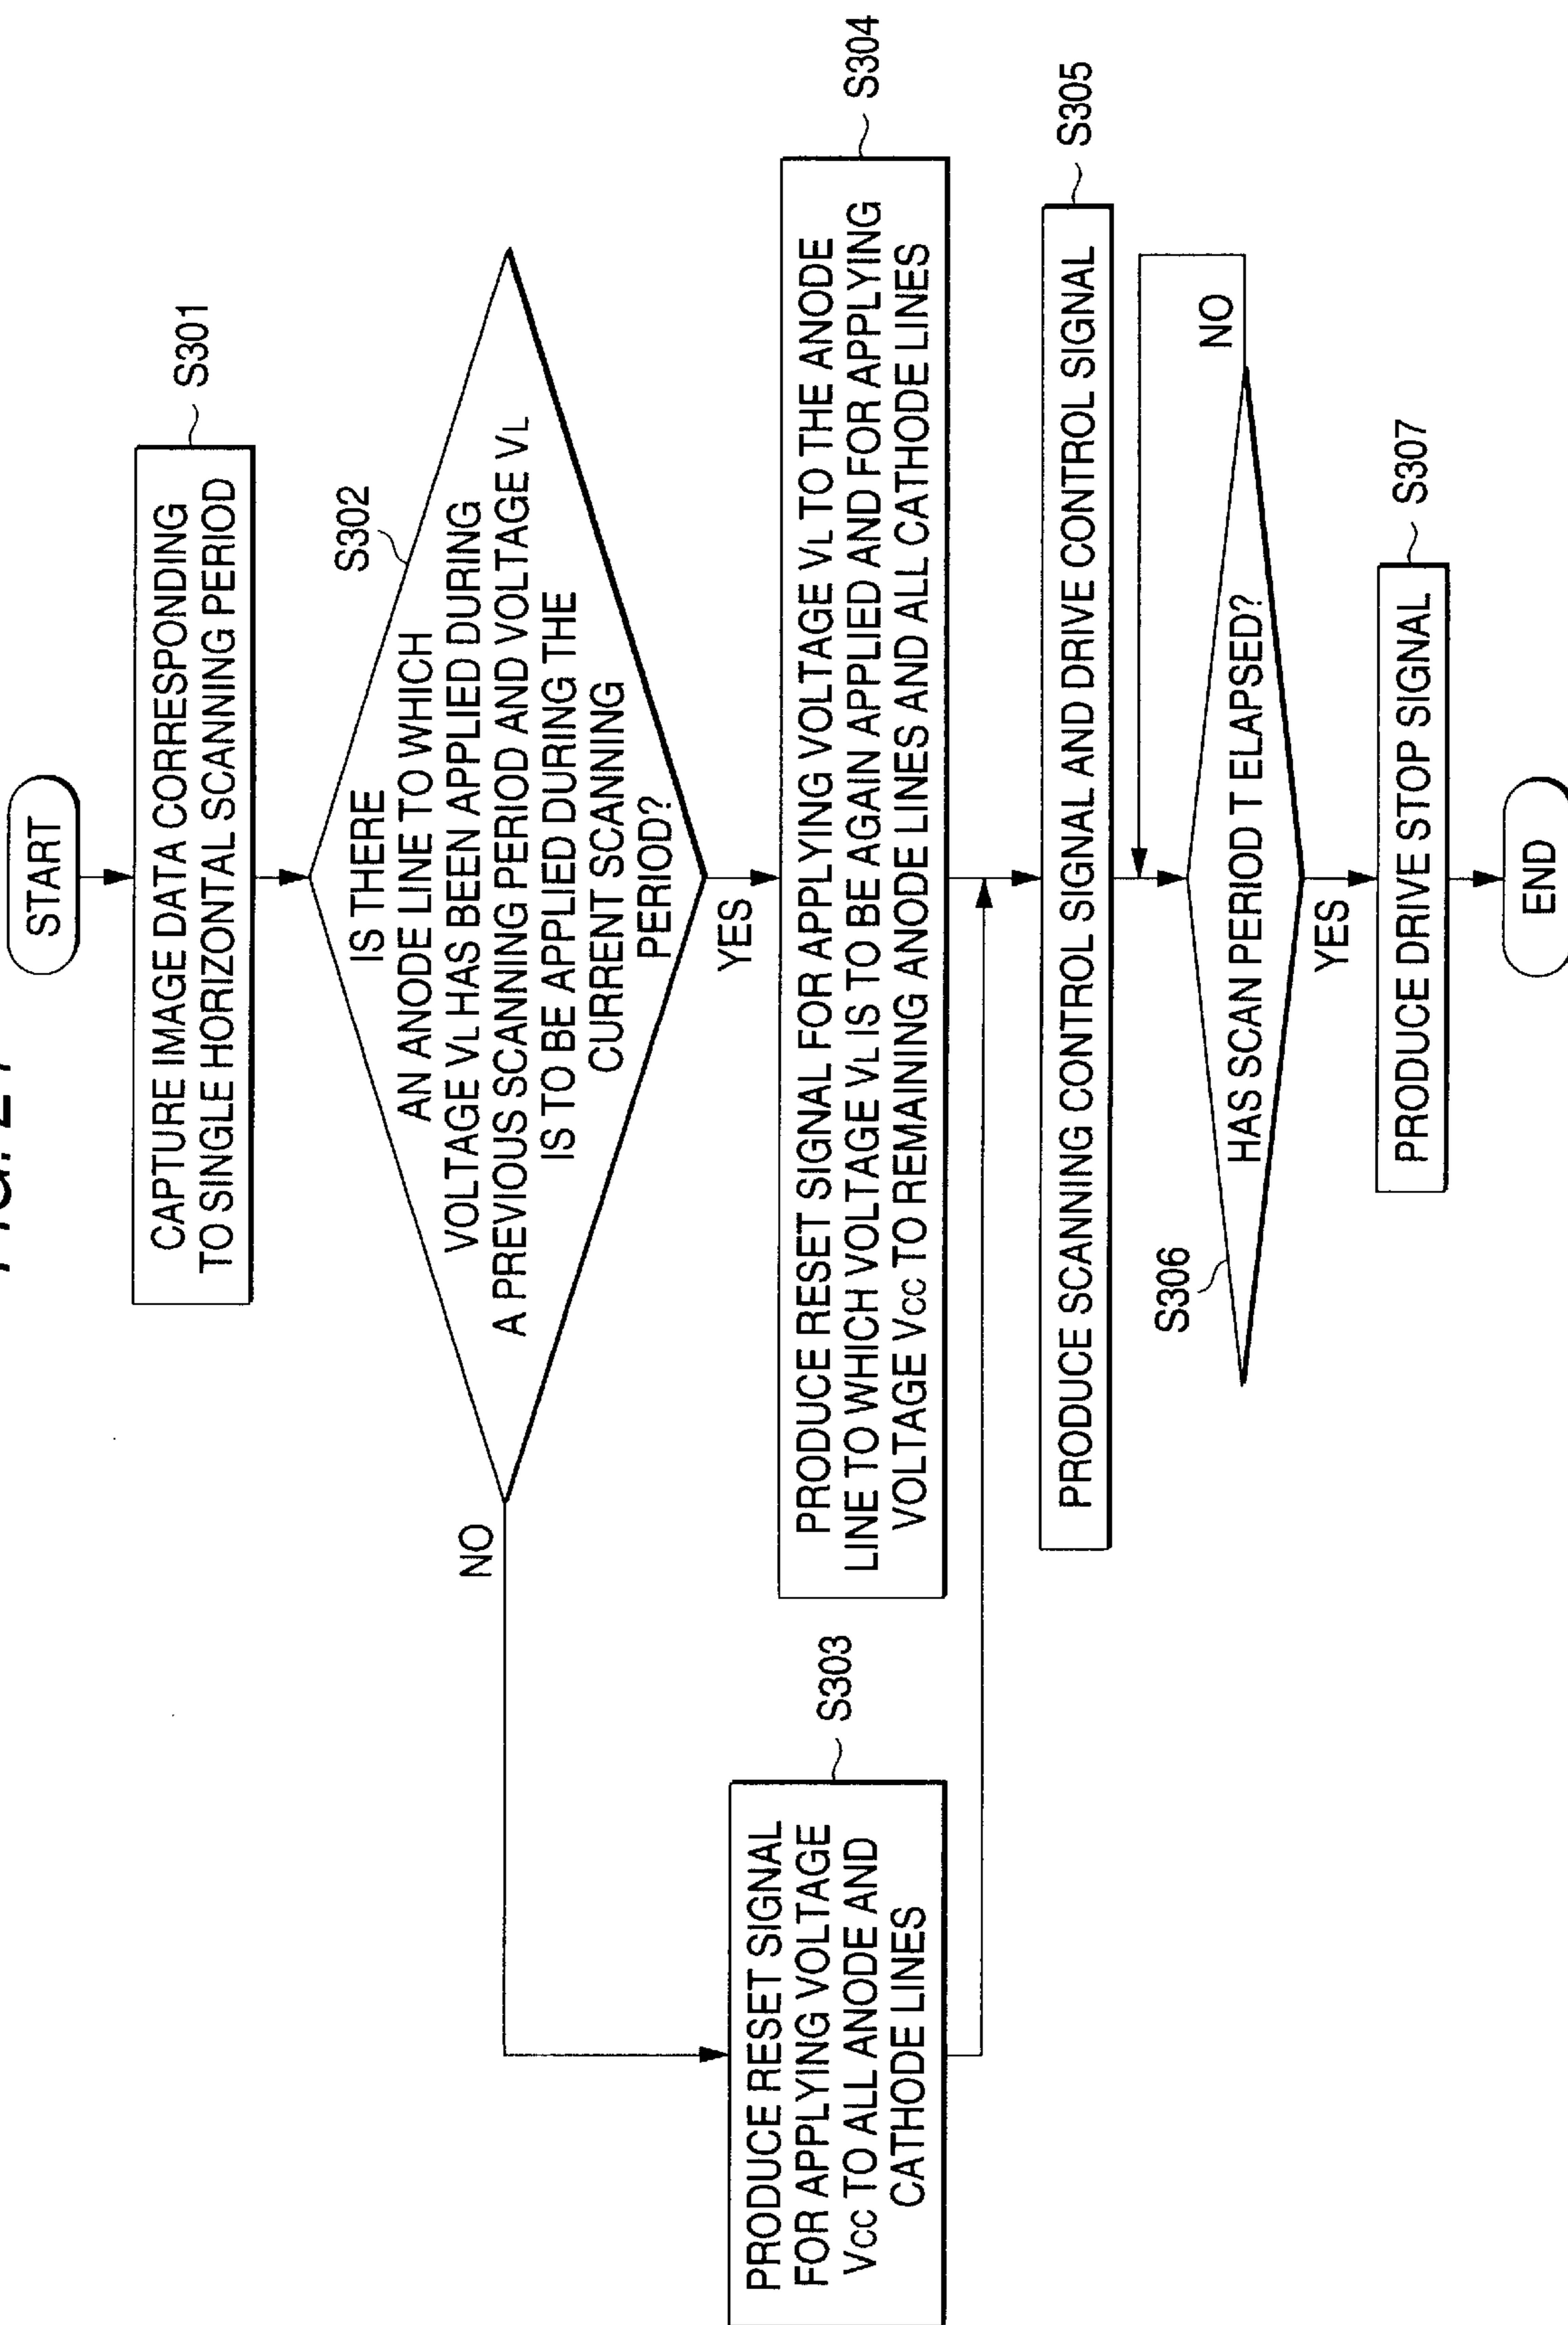 START
CAPTURE IMAGE DATA CORRESPONDING
TO SINGLE HORIZONTAL SCANNING PERIOD
S301
S302
IS THERE
AN ANODE LINE TO WHICH
VOLTAGE VL HAS BEEN APPLIED DURING
A PREVIOUS SCANNING PERIOD AND VOLTAGE VL
IS TO BE APPLIED DURING THE
CURRENT SCANNING
PERIOD?
NO
YES
PRODUCE RESET SIGNAL
FOR APPLYING VOLTAGE
VCC TO ALL ANODE AND
CATHODE LINES
S303
PRODUCE RESET SIGNAL FOR APPLYING VOLTAGE VL TO THE ANODE
LINE TO WHICH VOLTAGE VL IS TO BE AGAIN APPLIED AND FOR APPLYING
VOLTAGE VCC TO REMAINING ANODE LINES AND ALL CATHODE LINES
S304
PRODUCE SCANNING CONTROL SIGNAL AND DRIVE CONTROL SIGNAL
S305
S306
HAS SCAN PERIOD T ELAPSED?
NO
YES
PRODUCE DRIVE STOP SIGNAL
S307
END